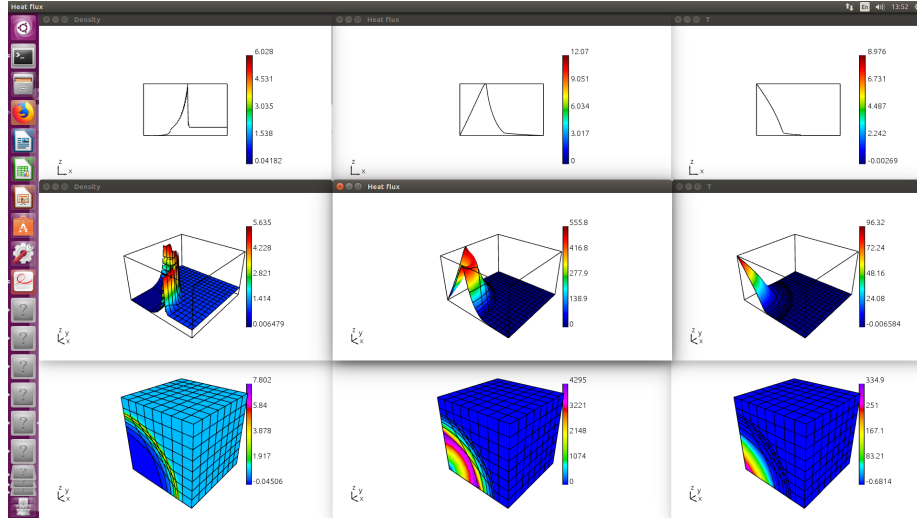 Heat flux
En
13:52
Density
Heat flux
T
6.028
4.531
3.035
1.538
0.04182
z
x
12.07
9.051
6.034
3.017
0
z
x
8.976
6.731
4.487
2.242
-0.00269
z
x
Density
Heat flux
T
5.635
4.228
2.821
1.414
0.006479
z y
x
555.8
416.8
277.9
138.9
0
z y
x
96.32
72.24
48.16
24.08
-0.006584
z y
x
7.802
5.84
3.878
1.917
-0.04506
z y
x
4295
3221
2148
1074
0
z y
x
334.9
251
167.1
83.21
-0.6814
z y
x